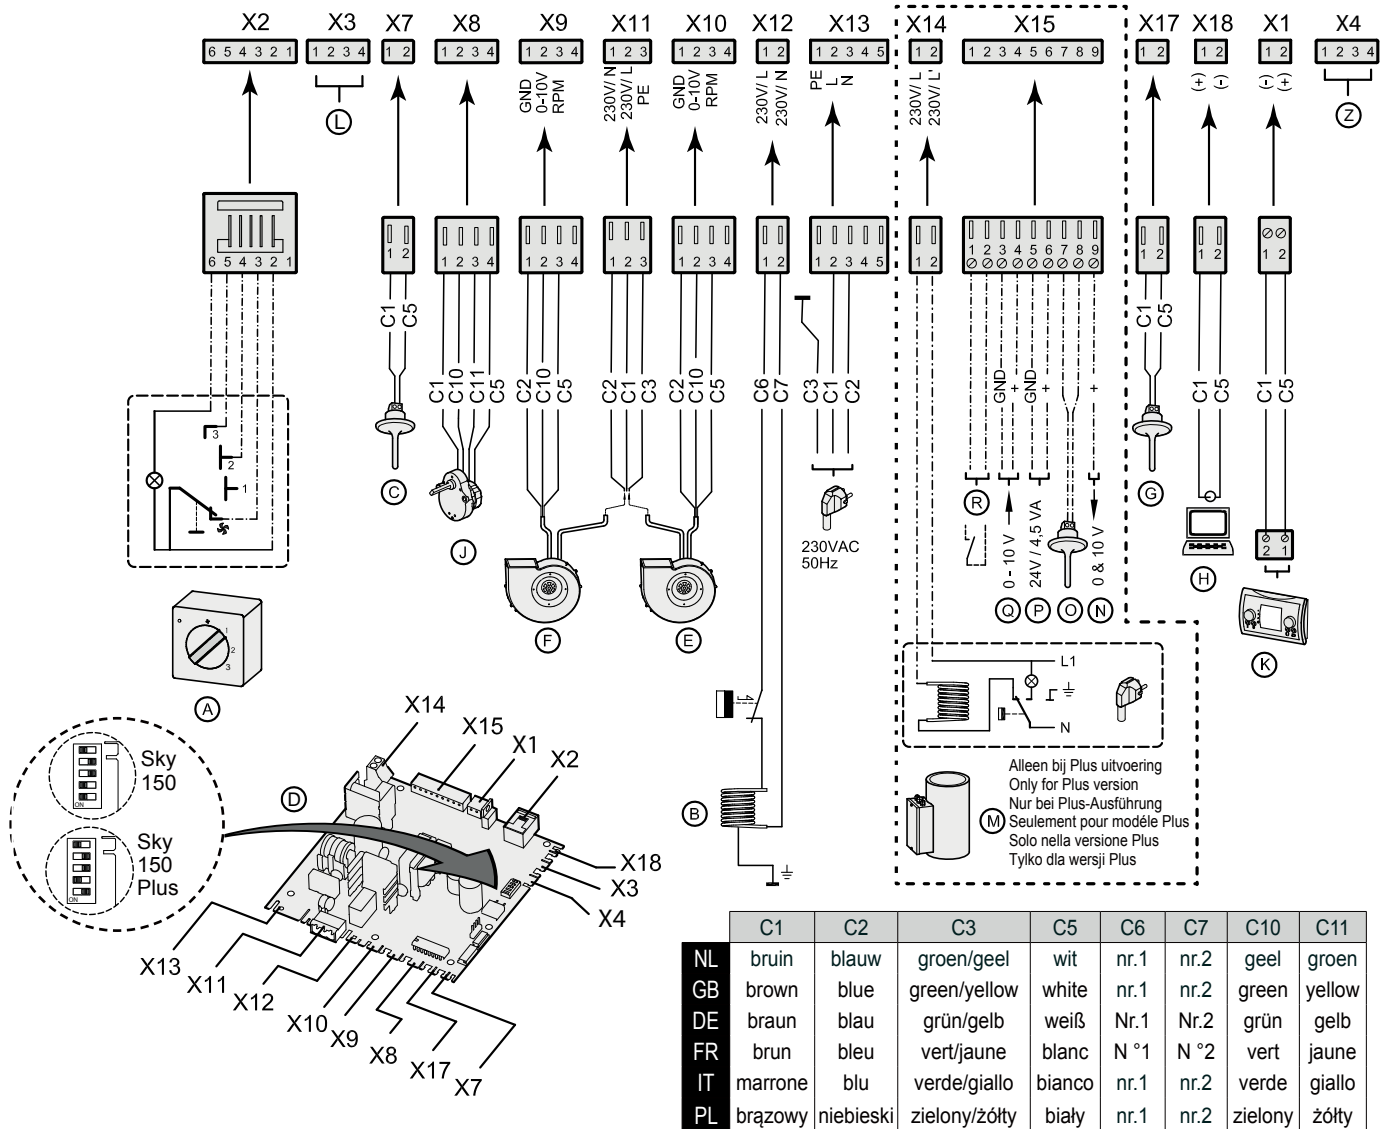 X2 X3 X7 X8 X9 X11 X10 X12 X13 X14 X15 X17 X18 X1 X4
6 5 4 3 2 1
1 2 3 4
1 2
1 2 3 4
1 2 3 4
1 2 3
1 2 3 4
1 2
1 2 3 4 5
1 2
1 2 3 4 5 6 7 8 9
1 2
1 2
1 2
1 2 3 4
L
GND
0-10V
RPM
230V/ N
230V/ L
PE
GND
0-10V
RPM
230V/ L
230V/ N
PE
L
N
230V/ L
230V/ L'
(+)
(-)
(-)
(+)
Z
6 5 4 3 2 1
1 2
1 2 3 4
1 2 3 4
1 2 3
1 2 3 4
1 2
1 2 3 4 5
1 2
1 2 3 4 5 6 7 8 9
1 2
1 2
1 2
C1 C5
C1 C10 C11 C5
C2 C10 C5
C2 C1 C3
C2 C10 C5
C6 C7
C3 C1 C2
GND + GND + +
C1 C5
C1 C5
C1 C5
3
2
1
C
J
F
E
230VAC
50Hz
R
0 - 10 V
24V / 4,5 VA
0 & 10 V
Q P O N
G
H
2 1
K
1
2
3
A
B
L1
N
M
Alleen bij Plus uitvoering
Only for Plus version
Nur bei Plus-Ausführung
Seulement pour modéle Plus
Solo nella versione Plus
Tylko dla wersji Plus
Sky
150
ON
Sky
150
Plus
ON
D
X14
X15
X1
X2
X18
X3
X4
X13
X11
X12
X10
X9
X8
X17
X7
C1 C2 C3 C5 C6 C7 C10 C11
NL bruin blauw groen/geel wit nr.1 nr.2 geel groen
GB brown blue green/yellow white nr.1 nr.2 green yellow
DE braun blau grün/gelb weiß Nr.1 Nr.2 grün gelb
FR brun bleu vert/jaune blanc N °1 N °2 vert jaune
IT marrone blu verde/giallo bianco nr.1 nr.2 verde giallo
PL brązowy niebieski zielony/żółty biały nr.1 nr.2 zielony żółty